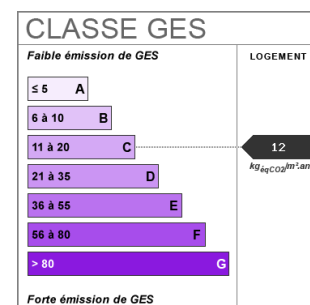 CLASSE GES
Faible émission de GES
LOGEMENT
≤ 5 A
6 à 10 B
11 à 20 C
12
kgéqCO2/m².an
21 à 35 D
36 à 55 E
56 à 80 F
> 80 G
Forte émission de GES